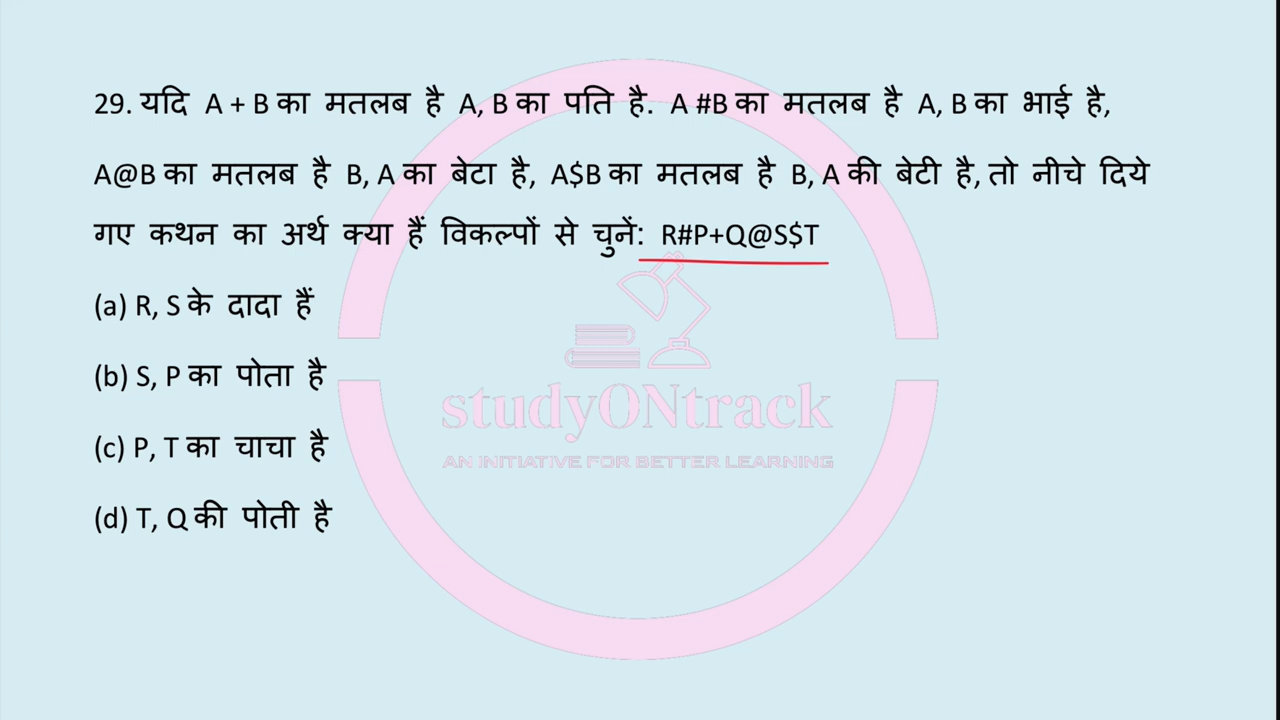 29. यदि A + B का मतलब है A, B का पति है. A #B का मतलब है A, B का भाई है,
A@B का मतलब है B, A का बेटा है, A$B का मतलब है B, A की बेटी है, तो नीचे दिये
गए कथन का अर्थ क्या हैं विकल्पों से चुनें: R#P+Q@S$T
(a) R, S के दादा हैं
(b) S, P का पोता है
(c) P, T का चाचा है
(d) T, Q की पोती है
studyONtrack
AN INITIATIVE FOR BETTER LEARNING